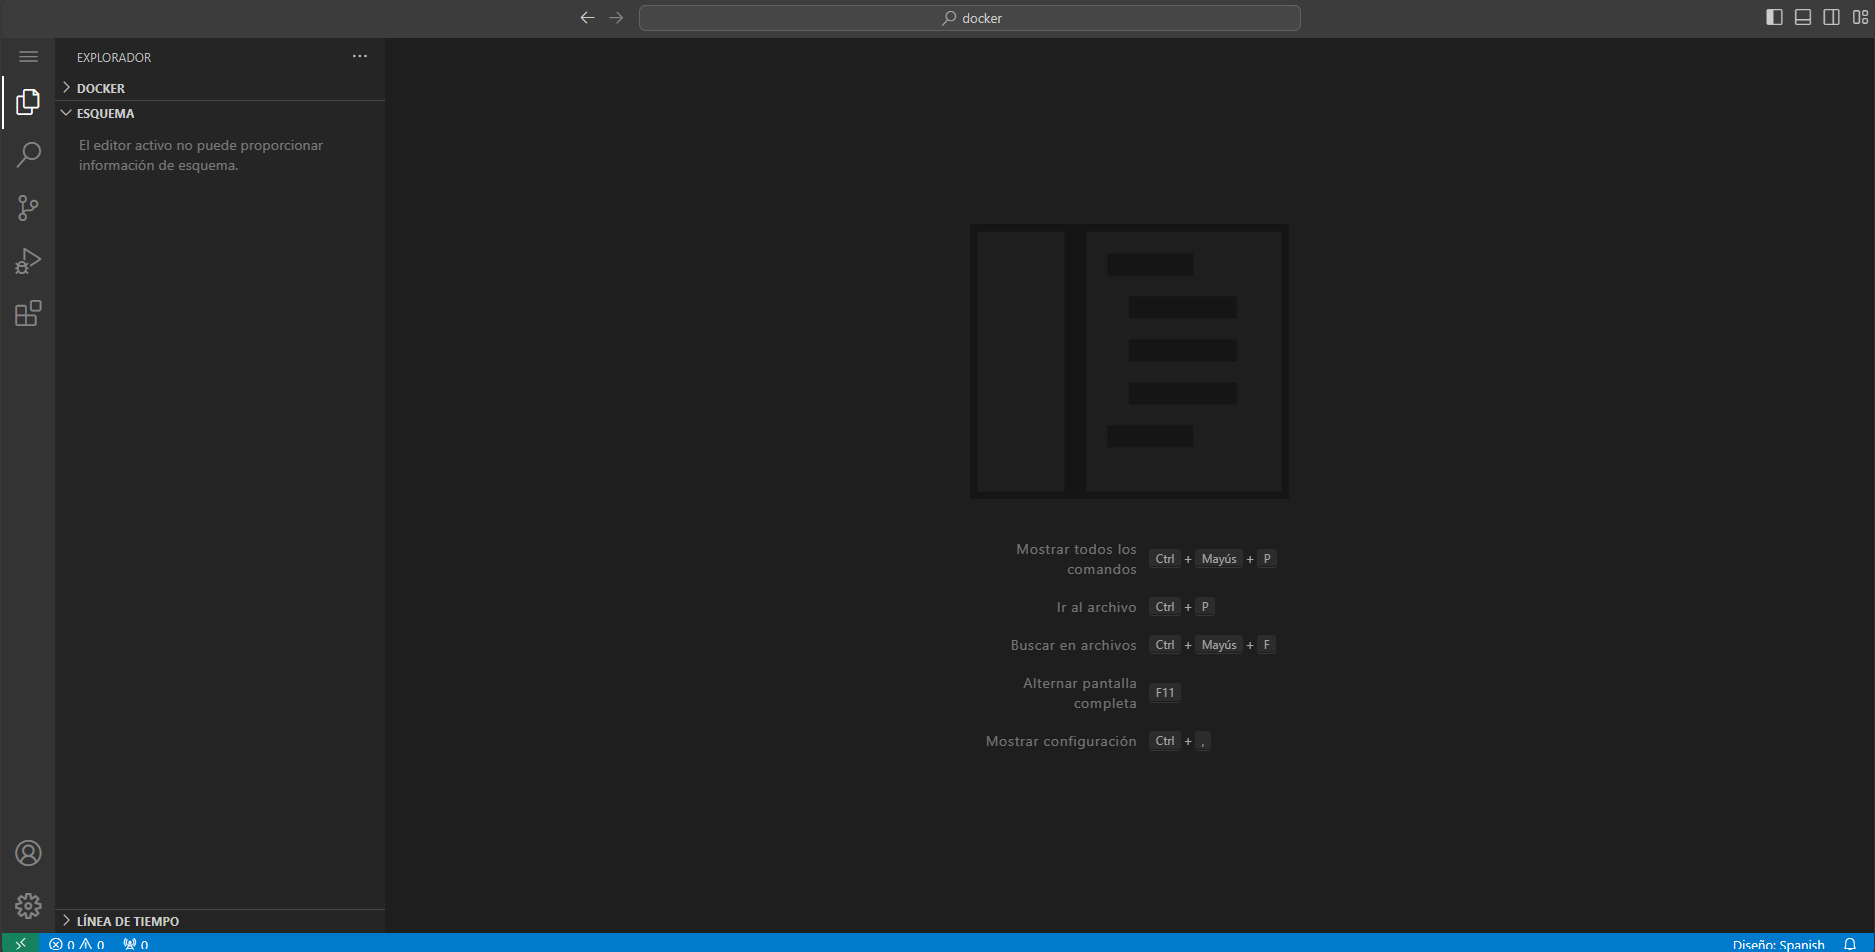 docker
EXPLORADOR
DOCKER
ESQUEMA
El editor activo no puede proporcionar
información de esquema.
Mostrar todos los
comandos
Ctrl + Mayús + P
Ir al archivo Ctrl + P
Buscar en archivos Ctrl + Mayús + F
Alternar pantalla
completa
F11
Mostrar configuración Ctrl + ,
LÍNEA DE TIEMPO
0 0 0 Diseño: Spanish